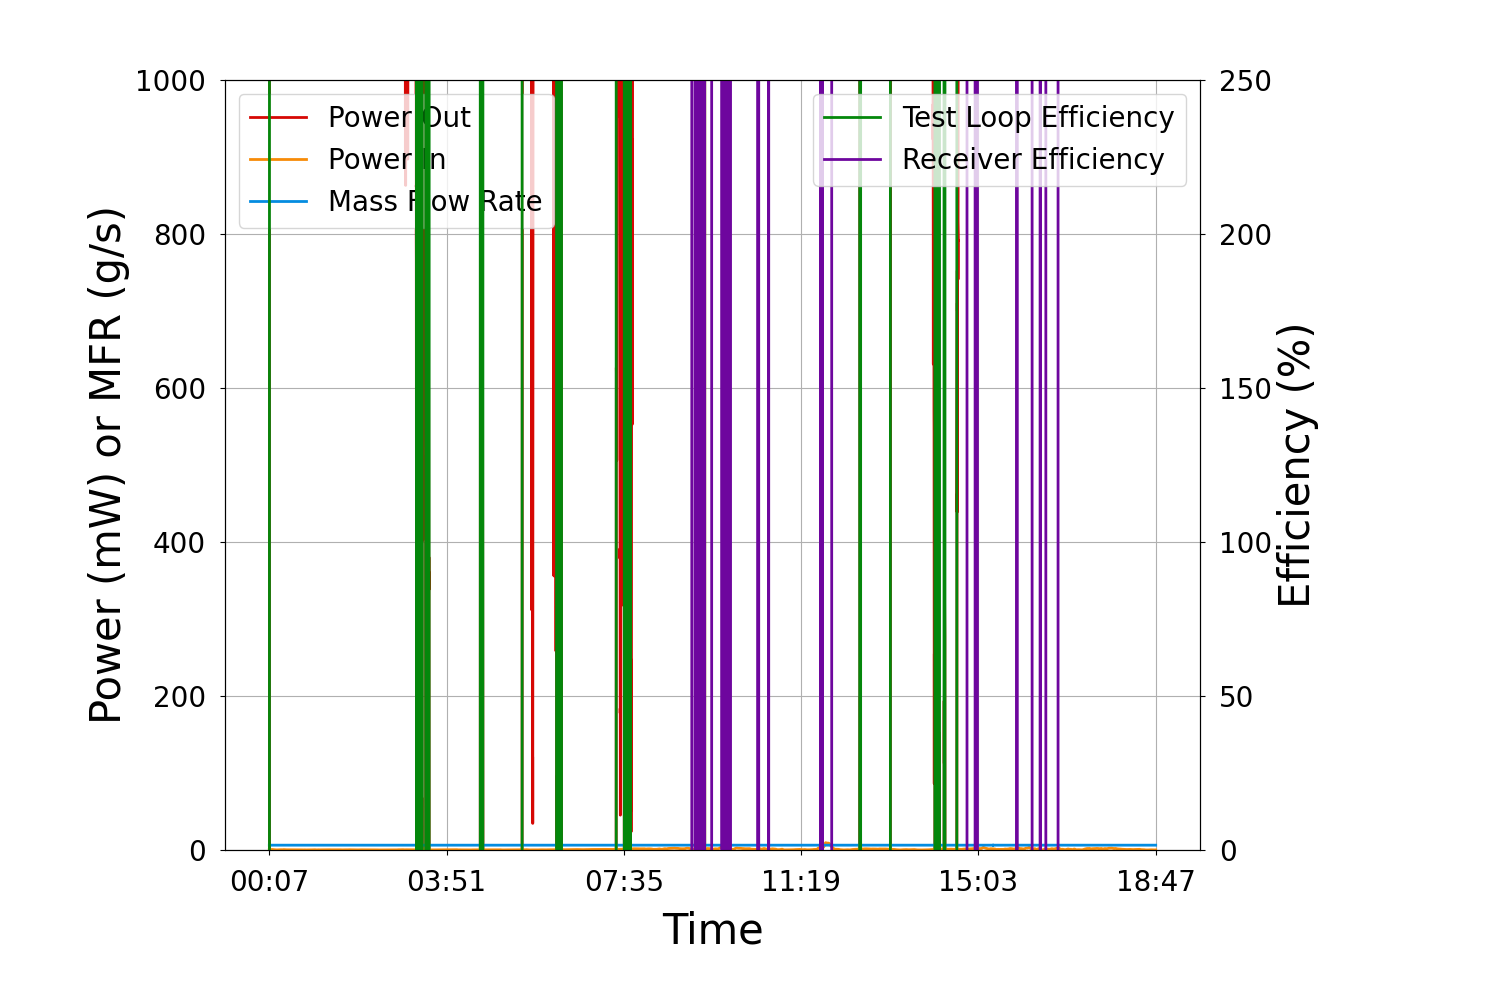 1000
800
600
400
200
0
Power (mW) or MFR (g/s)
Power Out
Power In
Mass Flow Rate
Test Loop Efficiency
Receiver Efficiency
250
200
150
100
50
0
Efficiency (%)
00:07 03:51 07:35 11:19 15:03 18:47
Time